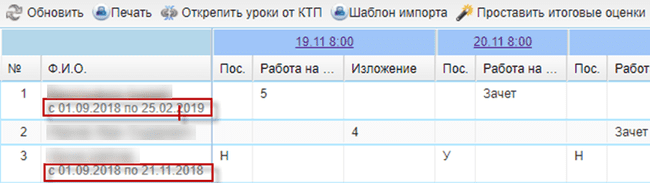 Обновить Печать Открепить уроки от КТП Шаблон импорта Проставить итоговые оценки
19.11 8:00 20.11 8:00
№ Ф.И.О. Пос. Работа на ... Изложение Пос. Работа на ... Пос. Работ
1 5 Зачет
с 01.09.2018 по 25.02.2019
2 4 Зачет
3 Н У Н
с 01.09.2018 по 21.11.2018